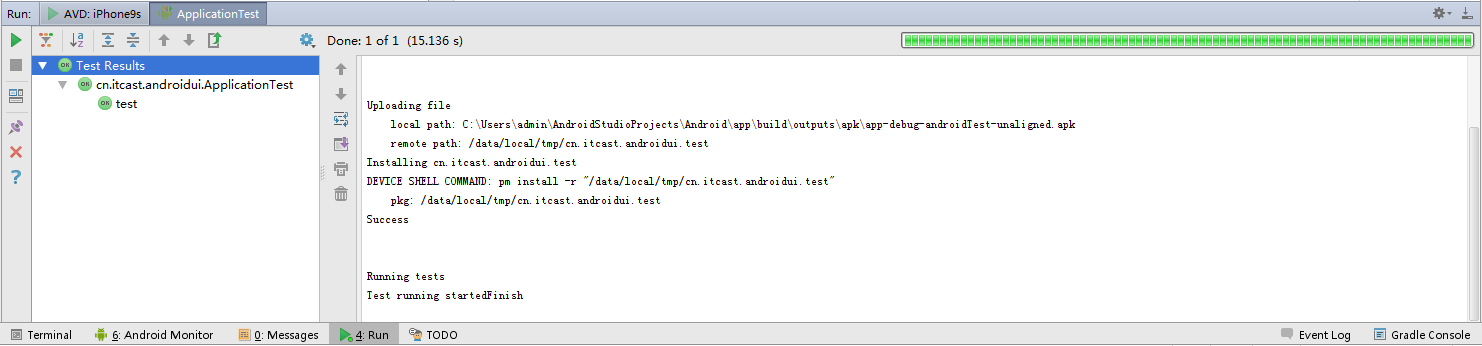 Run: AVD: iPhone9s ApplicationTest
Done: 1 of 1 (15.136 s)
Test Results
OK cn.itcast.androidui.ApplicationTest
OK test
Uploading file
local path: C:\Users\admin\AndroidStudioProjects\Android\app\build\outputs\apk\app-debug-androidTest-unaligned.apk
remote path: /data/local/tmp/cn.itcast.androidui.test
Installing cn.itcast.androidui.test
DEVICE SHELL COMMAND: pm install -r "/data/local/tmp/cn.itcast.androidui.test"
pkg: /data/local/tmp/cn.itcast.androidui.test
Success
Running tests
Test running startedFinish
Terminal 6: Android Monitor 0: Messages 4: Run TODO Event Log Gradle Console